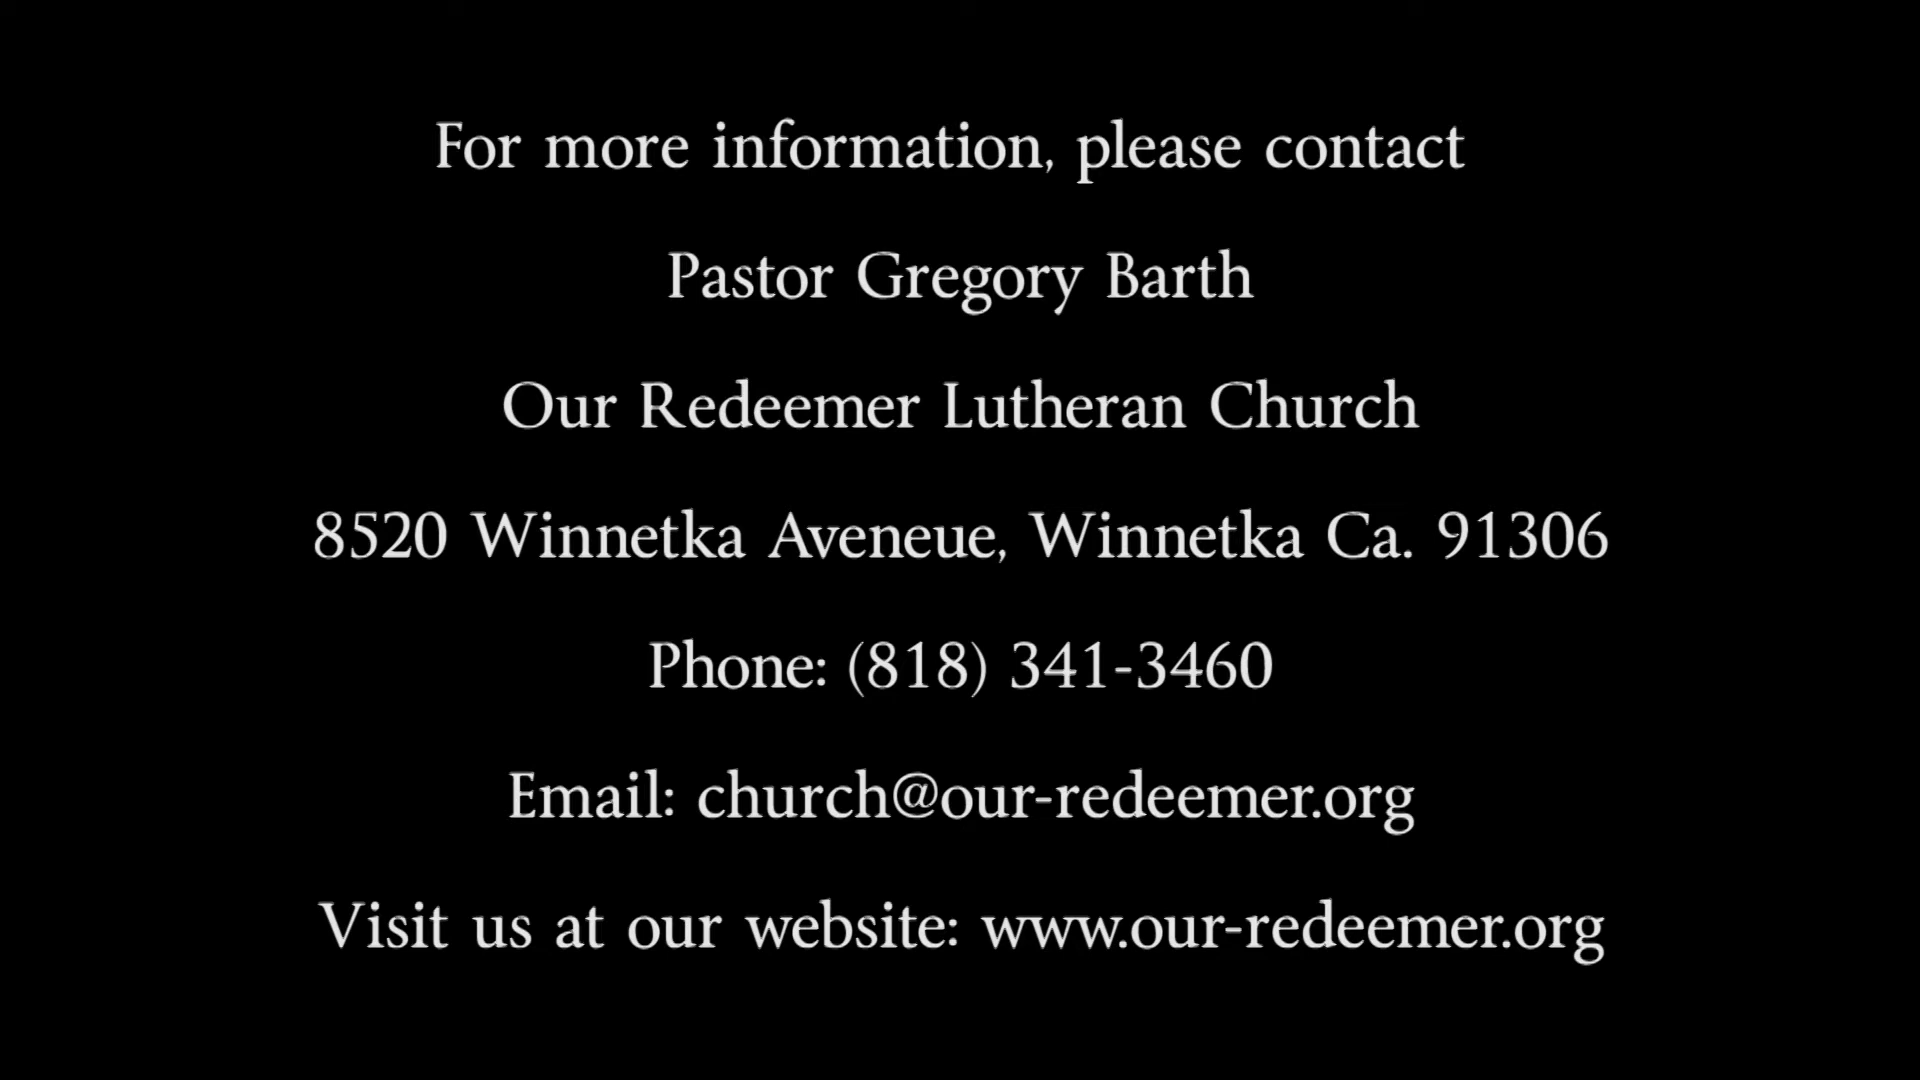 For more information, please contact
Pastor Gregory Barth
Our Redeemer Lutheran Church
8520 Winnetka Aveneue, Winnetka Ca. 91306
Phone: (818) 341-3460
Email: church@our-redeemer.org
Visit us at our website: www.our-redeemer.org